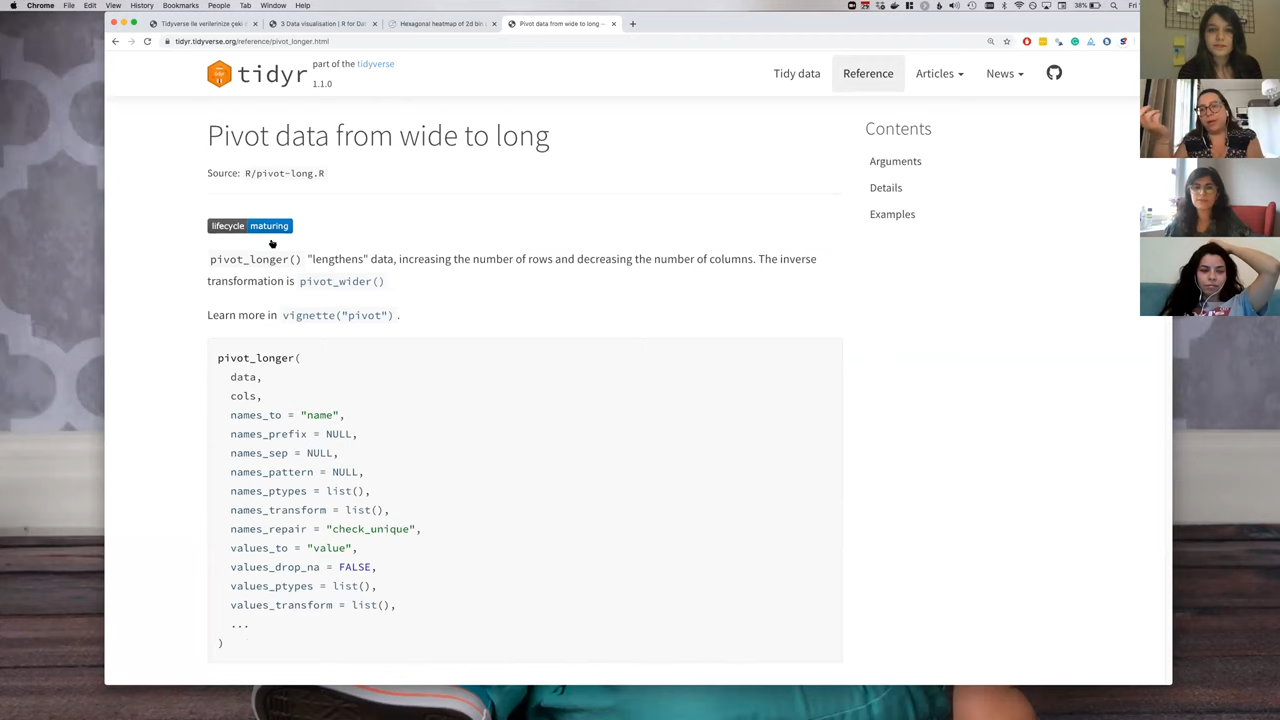 Chrome File Edit View History Bookmarks People Tab Window Help 38% Fri
Tidyverse ile verilerinize çeki
3 Data visualisation | R for Dat
Hexagonal heatmap of 2d bin
Pivot data from wide to long —
tidyr.tidyverse.org/reference/pivot_longer.html
tidyr part of the tidyverse
1.1.0
Tidy data Reference Articles News
Pivot data from wide to long
Source: R/pivot-long.R
lifecycle maturing
pivot_longer() "lengthens" data, increasing the number of rows and decreasing the number of columns. The inverse
transformation is pivot_wider()
Learn more in vignette("pivot").
pivot_longer(
data,
cols,
names_to = "name",
names_prefix = NULL,
names_sep = NULL,
names_pattern = NULL,
names_ptypes = list(),
names_transform = list(),
names_repair = "check_unique",
values_to = "value",
values_drop_na = FALSE,
values_ptypes = list(),
values_transform = list(),
...
)
Contents
Arguments
Details
Examples